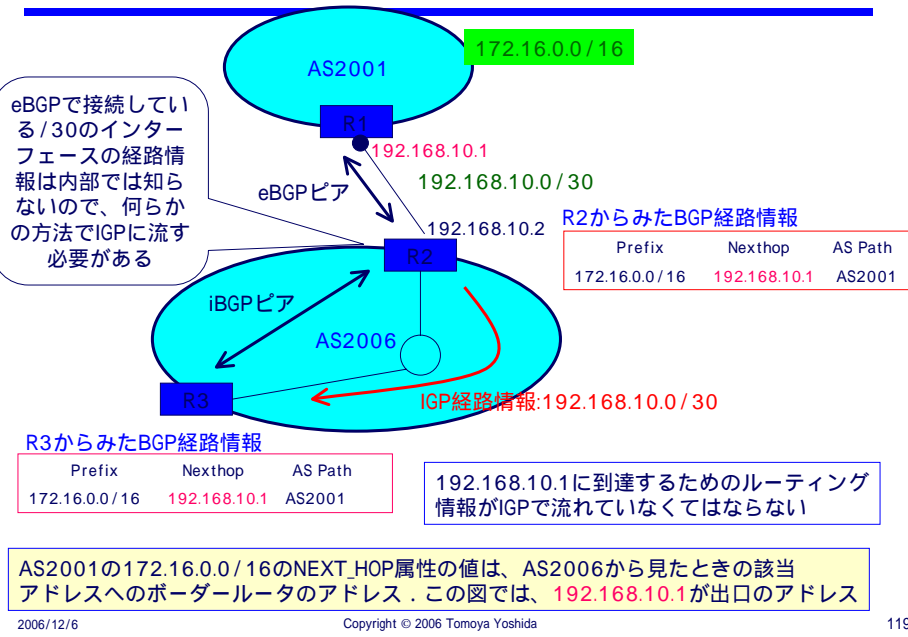 172.16.0.0/16
AS2001
R1
eBGPで接続してい
る/30のインター
フェースの経路情
報は内部では知ら
ないので、何らか
の方法でIGPに流す
必要がある
192.168.10.1
192.168.10.0/30
eBGPピア
192.168.10.2
R2
R2からみたBGP経路情報
Prefix Nexthop AS Path
172.16.0.0/16 192.168.10.1 AS2001
iBGPピア
AS2006
R3
IGP経路情報:192.168.10.0/30
R3からみたBGP経路情報
Prefix Nexthop AS Path
172.16.0.0/16 192.168.10.1 AS2001
192.168.10.1に到達するためのルーティング
情報がIGPで流れていなくてはならない
AS2001の172.16.0.0/16のNEXT_HOP属性の値は、AS2006から見たときの該当
アドレスへのボーダールータのアドレス．この図では、192.168.10.1が出口のアドレス
2006/12/6 Copyright © 2006 Tomoya Yoshida 119